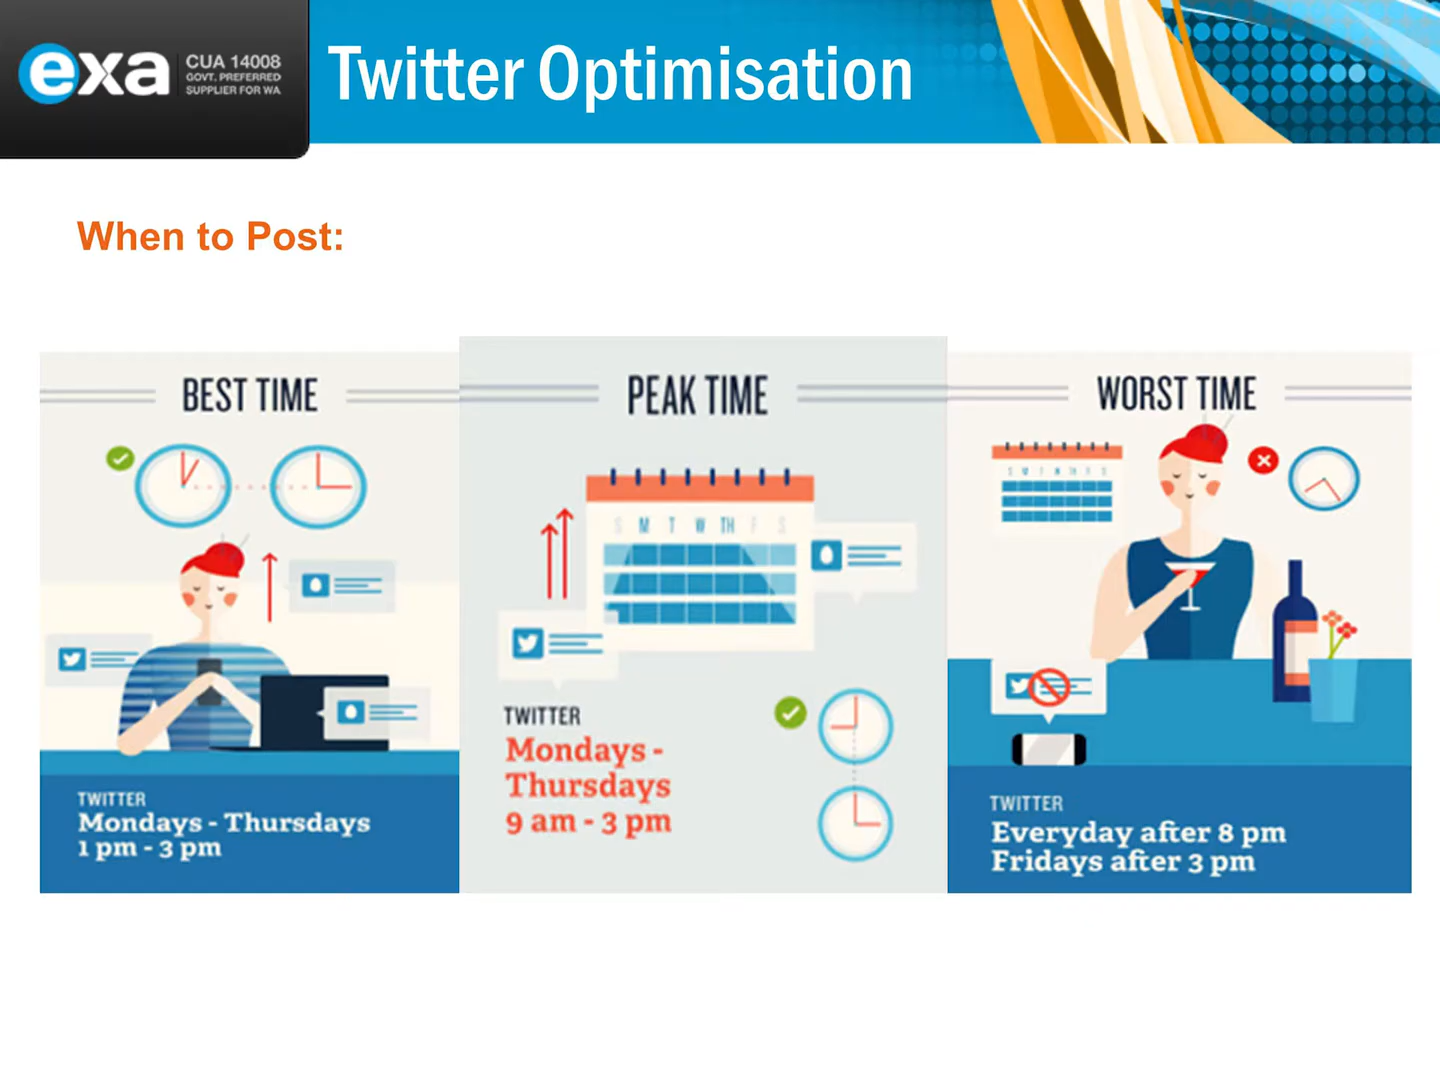 exa
CUA 14008
GOVT. PREFERRED
SUPPLIER FOR WA
Twitter Optimisation
When to Post:
BEST TIME
TWITTER
Mondays - Thursdays
1 pm - 3 pm
PEAK TIME
S M T W TH F S
TWITTER
Mondays -
Thursdays
9 am - 3 pm
WORST TIME
S M T W TH F S
TWITTER
Everyday after 8 pm
Fridays after 3 pm